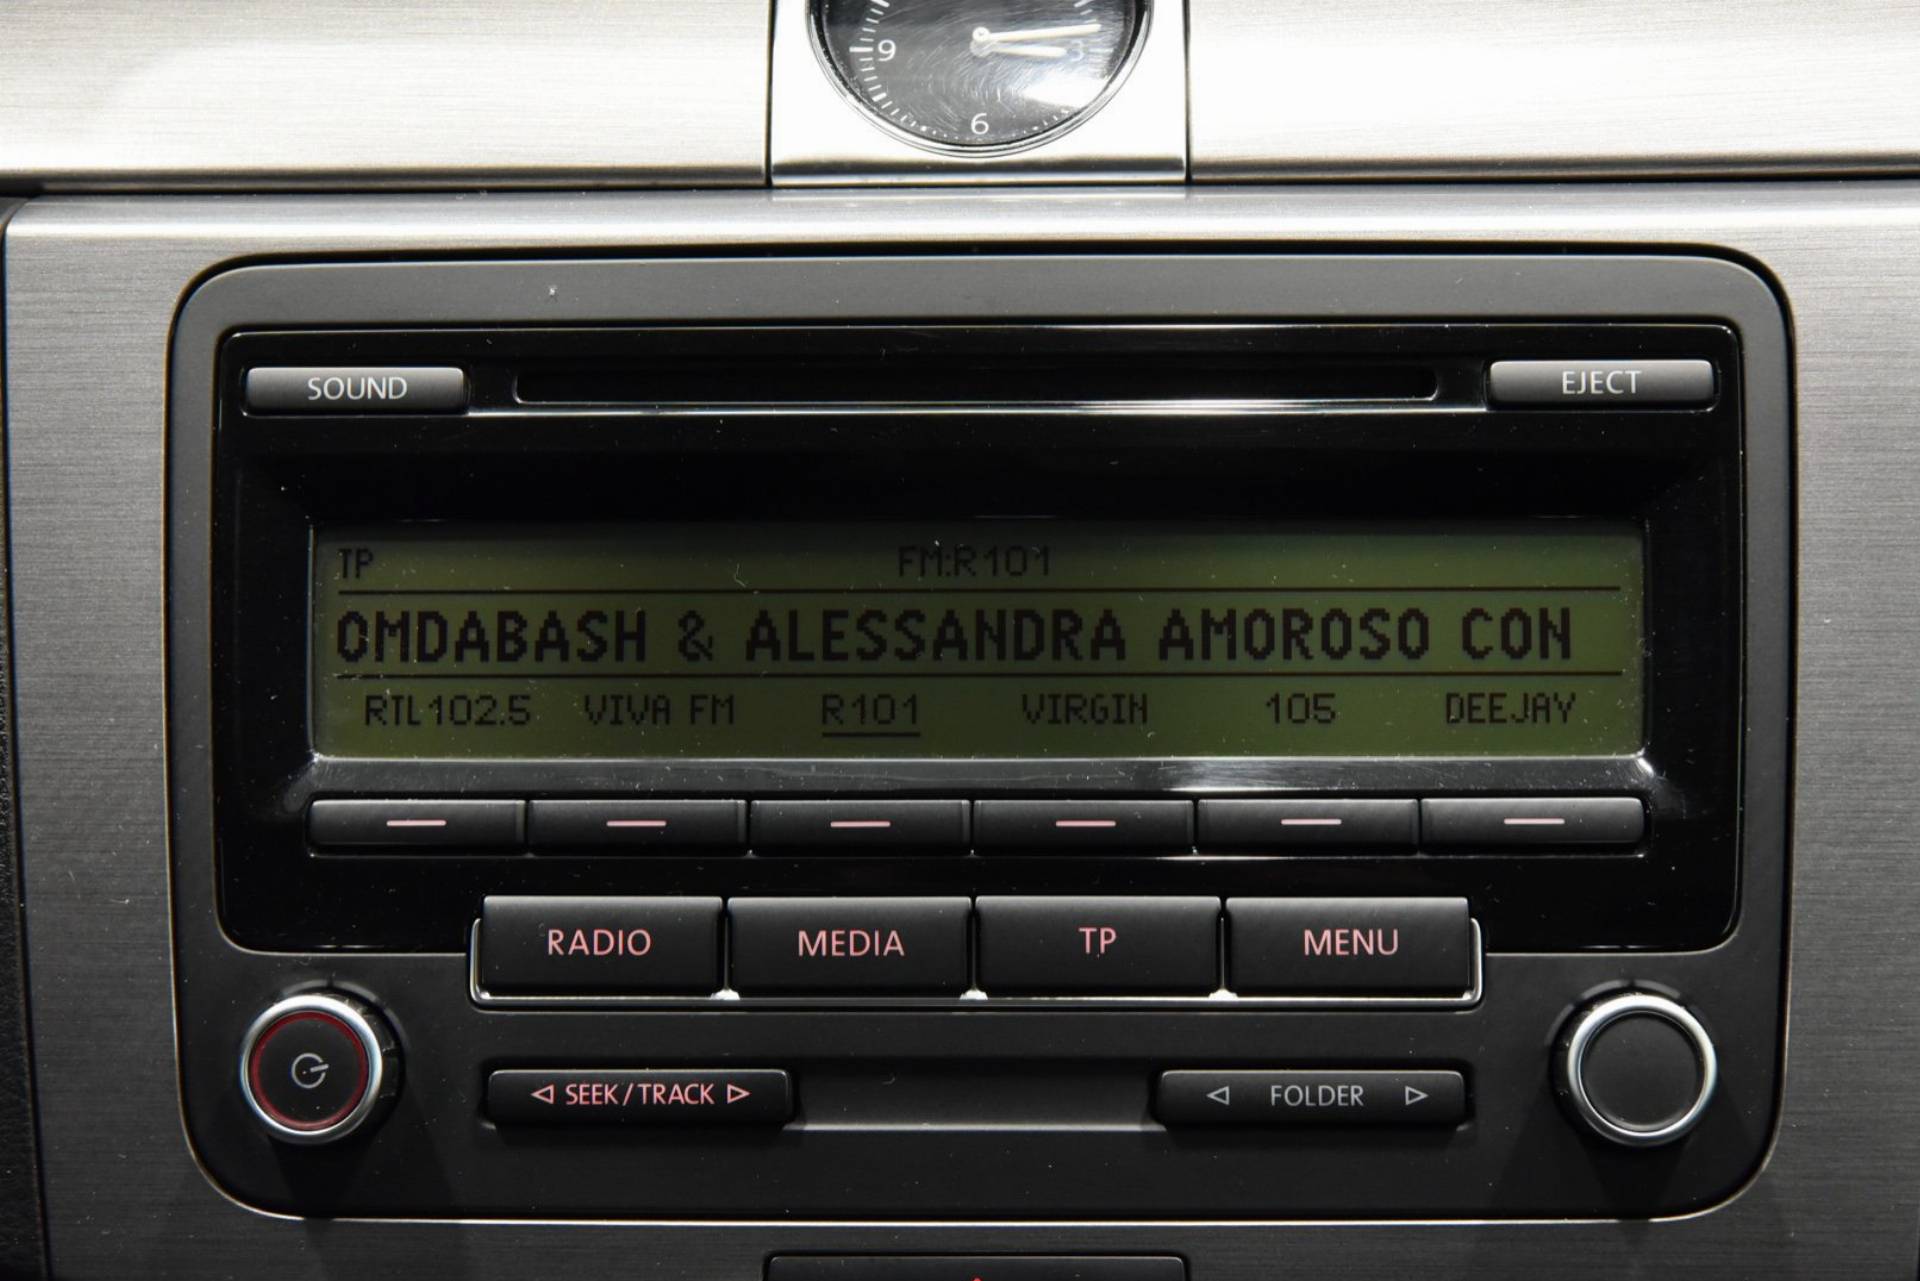 9 3
6
SOUND EJECT
TP FM:R101
OMDABASH & ALESSANDRA AMOROSO CON
RTL102.5 VIVA FM R101 VIRGIN 105 DEEJAY
RADIO MEDIA TP MENU
SEEK/TRACK FOLDER